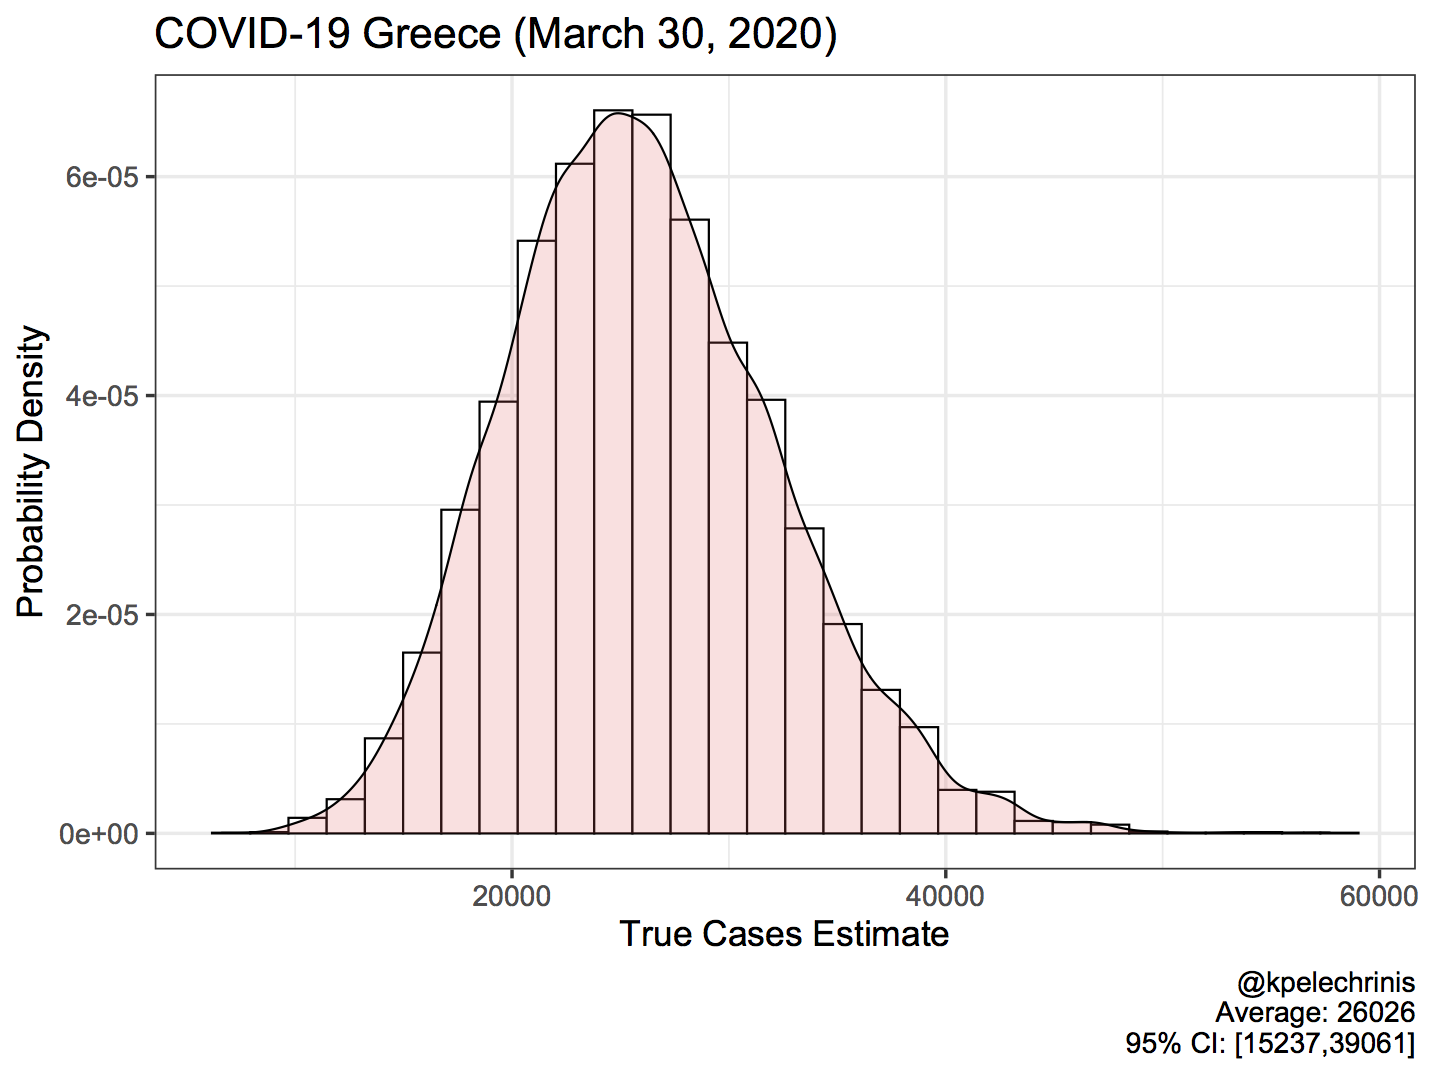 COVID-19 Greece (March 30, 2020)
Probability Density
6e-05
4e-05
2e-05
0e+00
20000 40000 60000
True Cases Estimate
@kpelechrinis
Average: 26026
95% CI: [15237,39061]